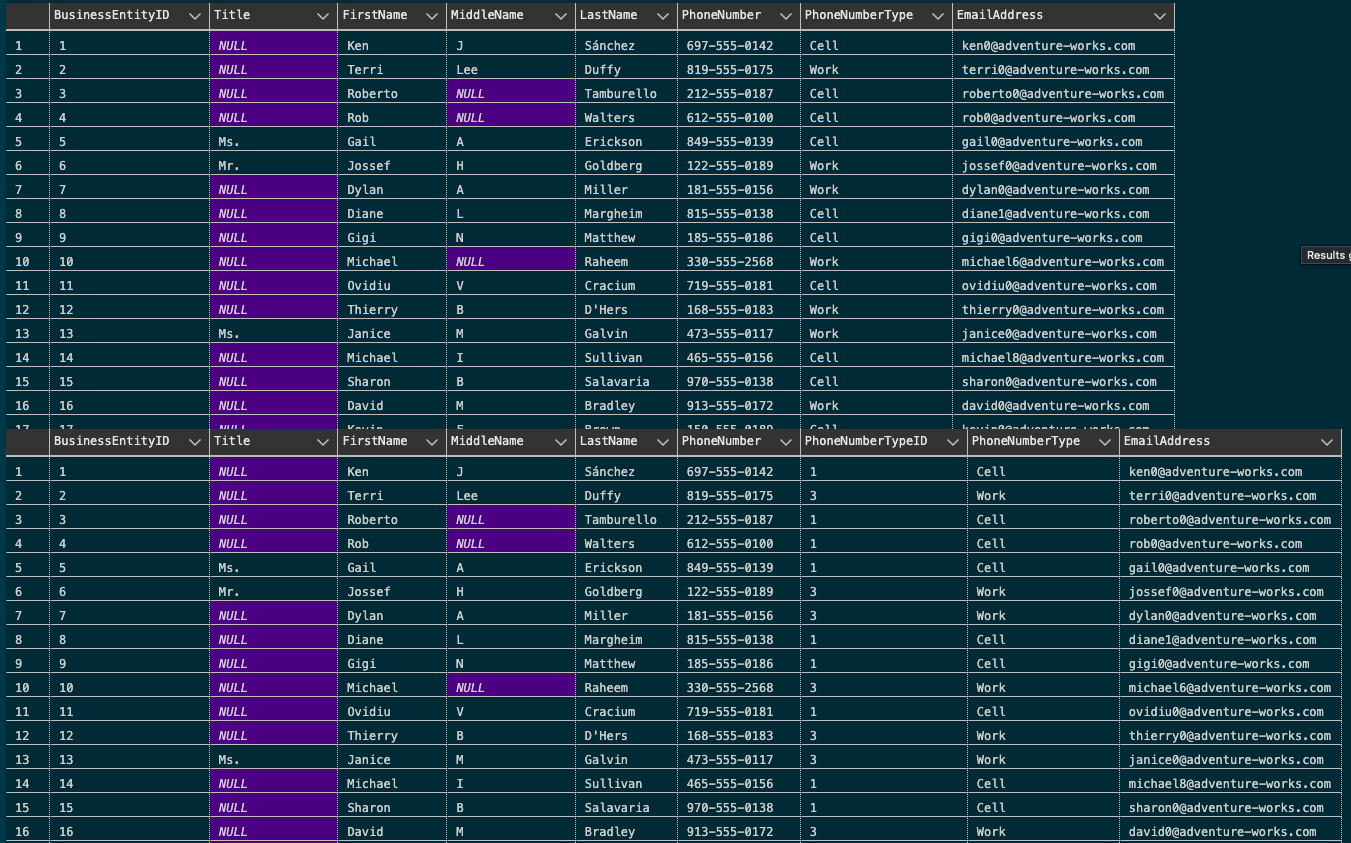 BusinessEntityID Title FirstName MiddleName LastName PhoneNumber PhoneNumberType EmailAddress
1 1 NULL Ken J Sánchez 697-555-0142 Cell ken0@adventure-works.com
2 2 NULL Terri Lee Duffy 819-555-0175 Work terri0@adventure-works.com
3 3 NULL Roberto NULL Tamburello 212-555-0187 Cell roberto0@adventure-works.com
4 4 NULL Rob NULL Walters 612-555-0100 Cell rob0@adventure-works.com
5 5 Ms. Gail A Erickson 849-555-0139 Cell gail0@adventure-works.com
6 6 Mr. Jossef H Goldberg 122-555-0189 Work jossef0@adventure-works.com
7 7 NULL Dylan A Miller 181-555-0156 Work dylan0@adventure-works.com
8 8 NULL Diane L Margheim 815-555-0138 Cell diane1@adventure-works.com
9 9 NULL Gigi N Matthew 185-555-0186 Cell gigi0@adventure-works.com
Results g
10 10 NULL Michael NULL Raheem 330-555-2568 Work michael6@adventure-works.com
11 11 NULL Ovidiu V Cracium 719-555-0181 Cell ovidiu0@adventure-works.com
12 12 NULL Thierry B D'Hers 168-555-0183 Work thierry0@adventure-works.com
13 13 Ms. Janice M Galvin 473-555-0117 Work janice0@adventure-works.com
14 14 NULL Michael I Sullivan 465-555-0156 Cell michael8@adventure-works.com
15 15 NULL Sharon B Salavaria 970-555-0138 Cell sharon0@adventure-works.com
16 16 NULL David M Bradley 913-555-0172 Work david0@adventure-works.com
BusinessEntityID Title FirstName MiddleName LastName PhoneNumber PhoneNumberTypeID PhoneNumberType EmailAddress
1 1 NULL Ken J Sánchez 697-555-0142 1 Cell ken0@adventure-works.com
2 2 NULL Terri Lee Duffy 819-555-0175 3 Work terri0@adventure-works.com
3 3 NULL Roberto NULL Tamburello 212-555-0187 1 Cell roberto0@adventure-works.com
4 4 NULL Rob NULL Walters 612-555-0100 1 Cell rob0@adventure-works.com
5 5 Ms. Gail A Erickson 849-555-0139 1 Cell gail0@adventure-works.com
6 6 Mr. Jossef H Goldberg 122-555-0189 3 Work jossef0@adventure-works.com
7 7 NULL Dylan A Miller 181-555-0156 3 Work dylan0@adventure-works.com
8 8 NULL Diane L Margheim 815-555-0138 1 Cell diane1@adventure-works.com
9 9 NULL Gigi N Matthew 185-555-0186 1 Cell gigi0@adventure-works.com
10 10 NULL Michael NULL Raheem 330-555-2568 3 Work michael6@adventure-works.com
11 11 NULL Ovidiu V Cracium 719-555-0181 1 Cell ovidiu0@adventure-works.com
12 12 NULL Thierry B D'Hers 168-555-0183 3 Work thierry0@adventure-works.com
13 13 Ms. Janice M Galvin 473-555-0117 3 Work janice0@adventure-works.com
14 14 NULL Michael I Sullivan 465-555-0156 1 Cell michael8@adventure-works.com
15 15 NULL Sharon B Salavaria 970-555-0138 1 Cell sharon0@adventure-works.com
16 16 NULL David M Bradley 913-555-0172 3 Work david0@adventure-works.com